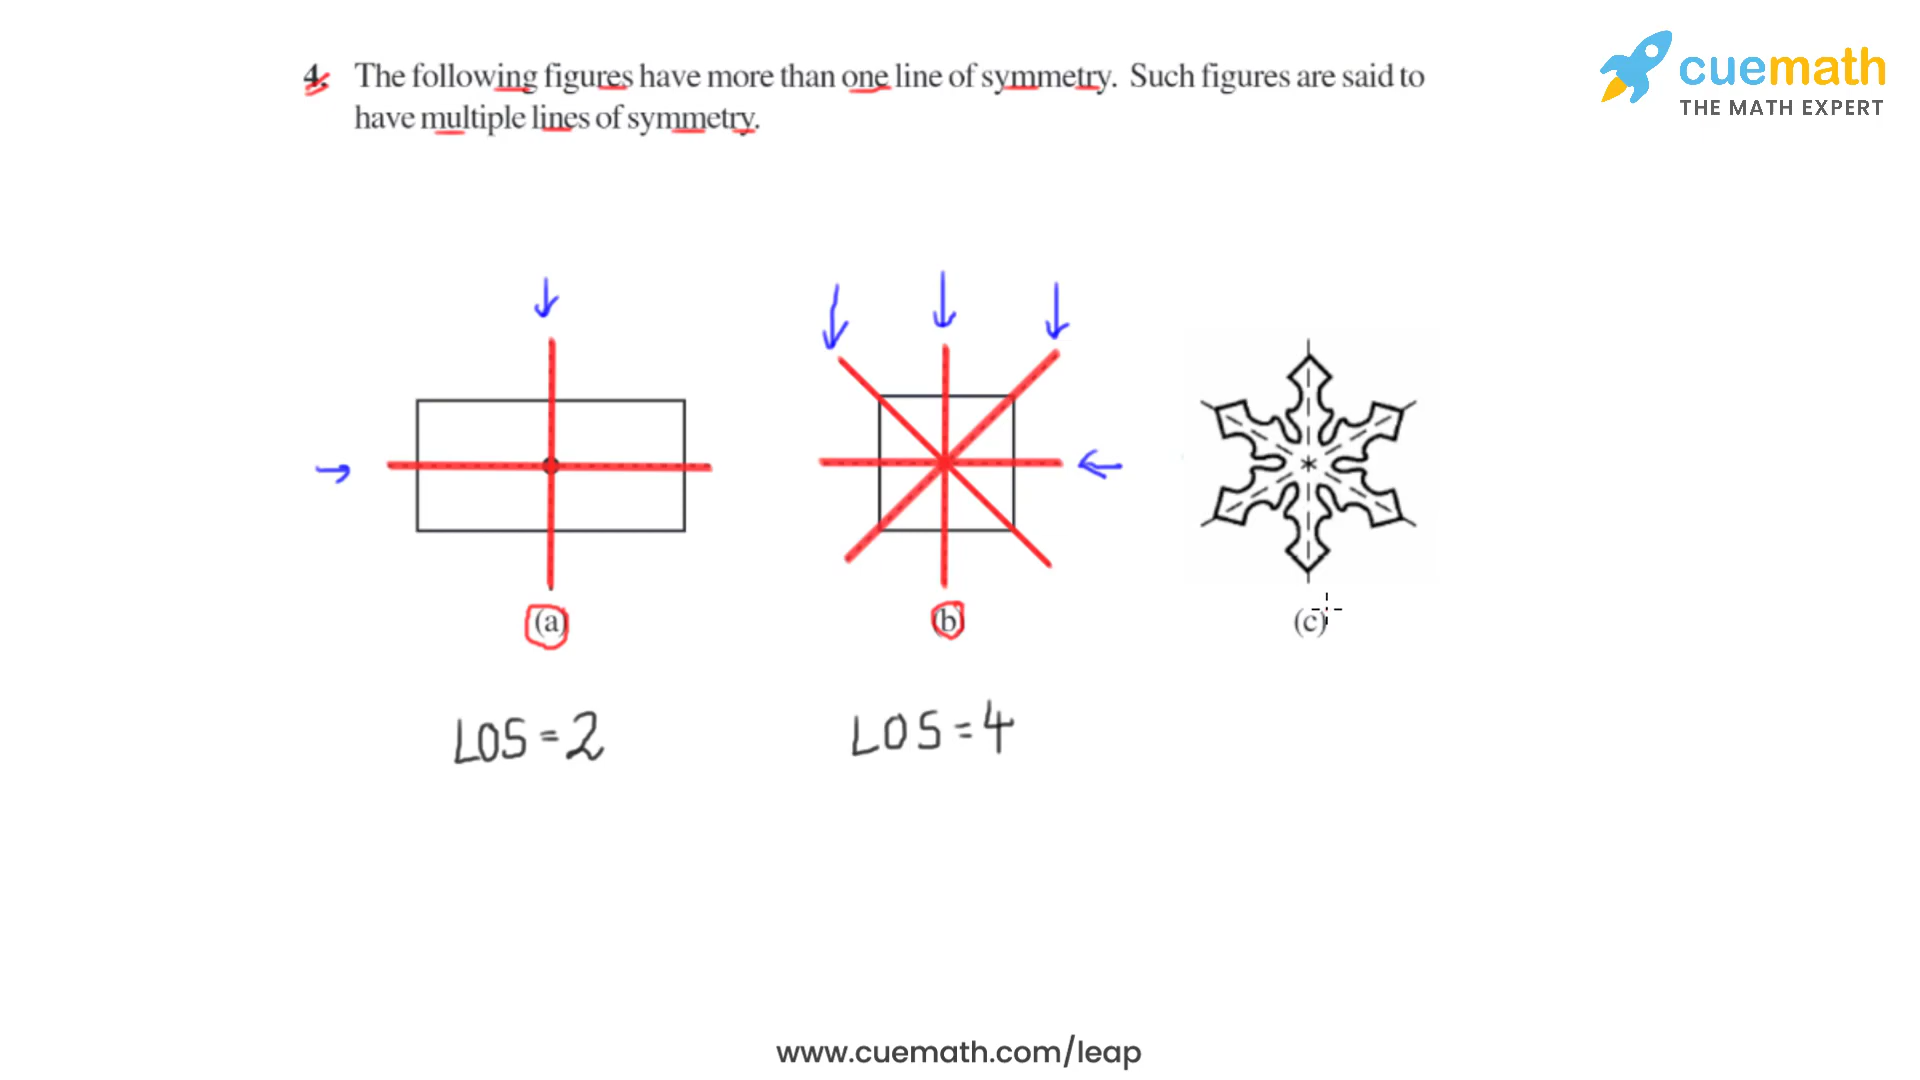 cuemath
THE MATH EXPERT
4. The following figures have more than one line of symmetry. Such figures are said to
have multiple lines of symmetry.
(a) (b) (c)
LOS=2 LOS=4
www.cuemath.com/leap